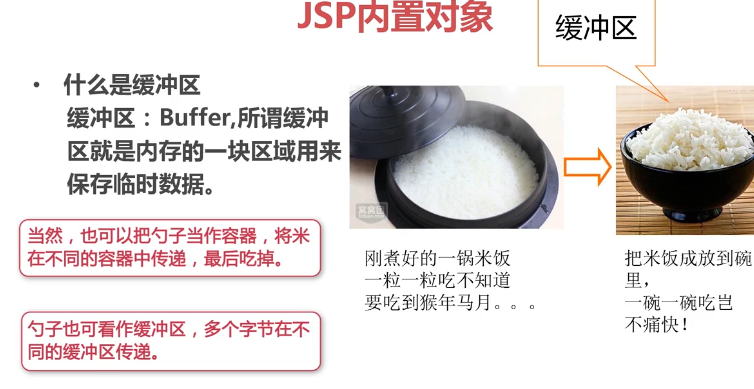 JSP内置对象
缓冲区
• 什么是缓冲区
缓冲区：Buffer,所谓缓冲
区就是内存的一块区域用来
保存临时数据。
当然，也可以把勺子当作容器，将米
在不同的容器中传递，最后吃掉。
勺子也可看作缓冲区，多个字节在不
同的缓冲区传递。
刚煮好的一锅米饭
一粒一粒吃不知道
要吃到猴年马月。。。
把米饭成放到碗
里，
一碗一碗吃岂
不痛快！